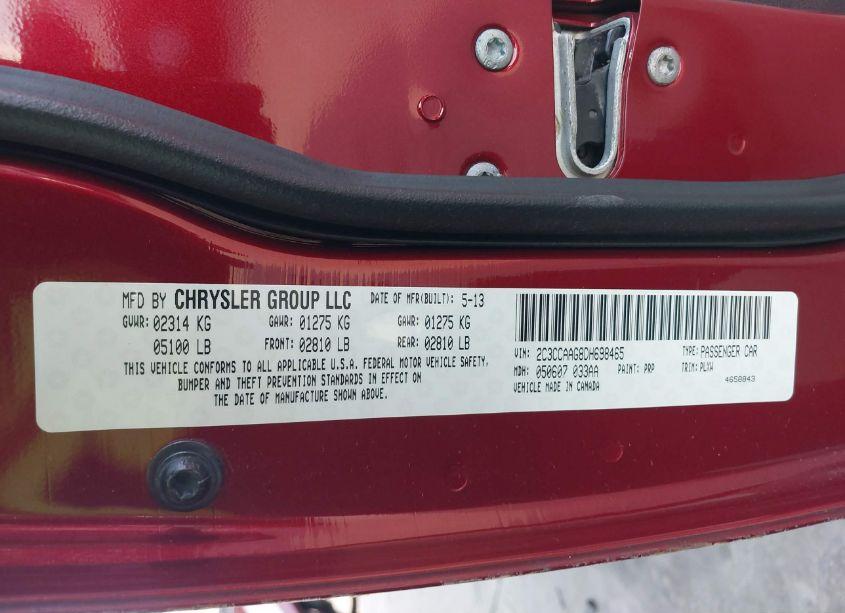 MFD BY CHRYSLER GROUP LLC DATE OF MFR(BUILT): 5-13
GVWR: 02314 KG GAWR: 01275 KG GAWR: 01275 KG
05100 LB FRONT: 02810 LB REAR: 02810 LB
THIS VEHICLE CONFORMS TO ALL APPLICABLE U.S.A. FEDERAL MOTOR VEHICLE SAFETY,
BUMPER AND THEFT PREVENTION STANDARDS IN EFFECT ON
THE DATE OF MANUFACTURE SHOWN ABOVE.
VIN: 2C3CCAAG8DH698465 TYPE: PASSENGER CAR
MDH: 050607 033AA PAINT: PRP TRIM: PLYW
VEHICLE MADE IN CANADA 4658843